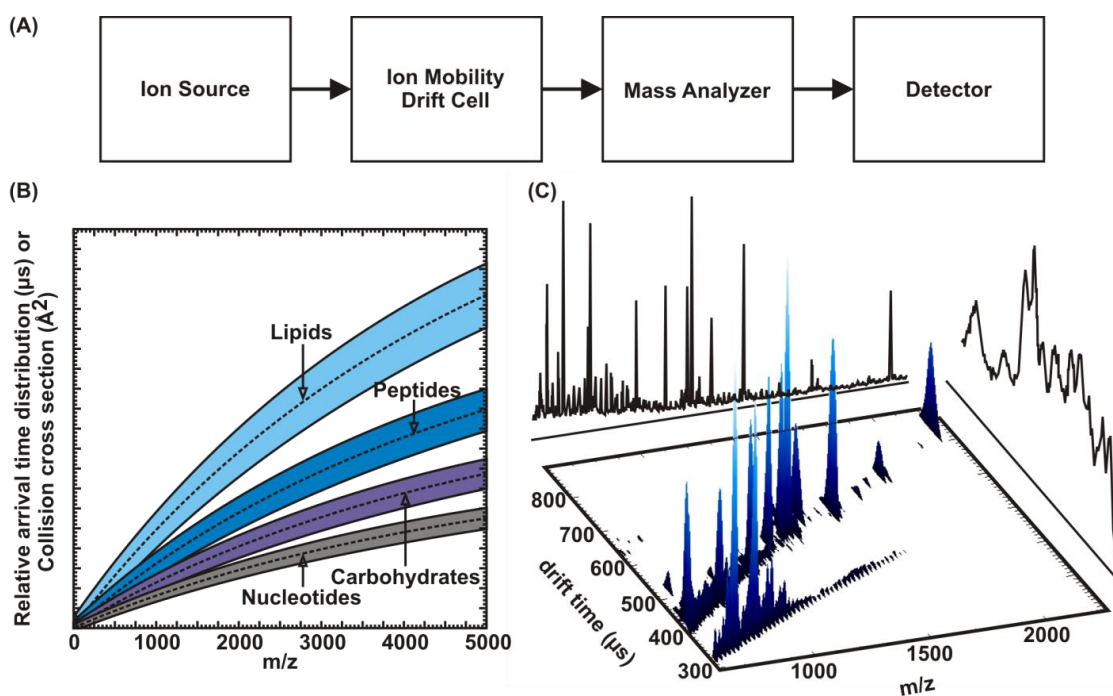 (A)
Ion Source
Ion Mobility
Drift Cell
Mass Analyzer
Detector
(B)
Relative arrival time distribution (µs) or
Collision cross section (Å²)
Lipids
Peptides
Carbohydrates
Nucleotides
0 1000 2000 3000 4000 5000
m/z
(C)
800
700
600
500
400
300
drift time (µs)
1000
1500
2000
m/z